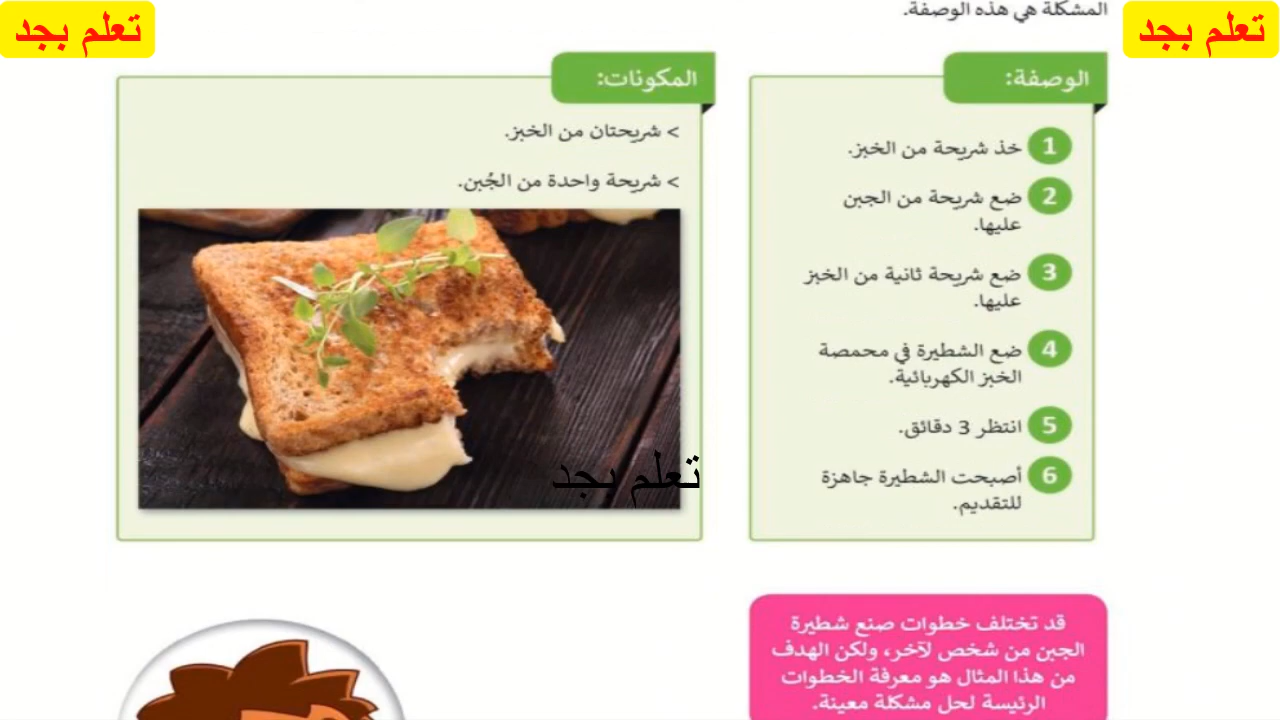 تعلم بجد
تعلم بجد
المشكلة هي هذه الوصفة.
الوصفة:
1 خذ شريحة من الخبز.
2 ضع شريحة من الجبن
عليها.
3 ضع شريحة ثانية من الخبز
عليها.
4 ضع الشطيرة في محمصة
الخبز الكهربائية.
5 انتظر 3 دقائق.
6 أصبحت الشطيرة جاهزة
للتقديم.
المكونات:
> شريحتان من الخبز.
> شريحة واحدة من الجُبن.
تعلم بجد
قد تختلف خطوات صنع شطيرة
الجبن من شخص لآخر، ولكن الهدف
من هذا المثال هو معرفة الخطوات
الرئيسة لحل مشكلة معينة.